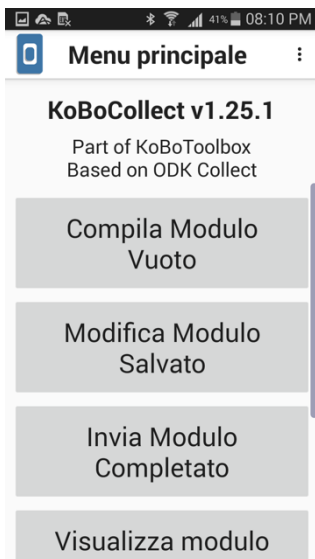 41% 08:10 PM
Menu principale
KoBoCollect v1.25.1
Part of KoBoToolbox
Based on ODK Collect
Compila Modulo
Vuoto
Modifica Modulo
Salvato
Invia Modulo
Completato
Visualizza modulo